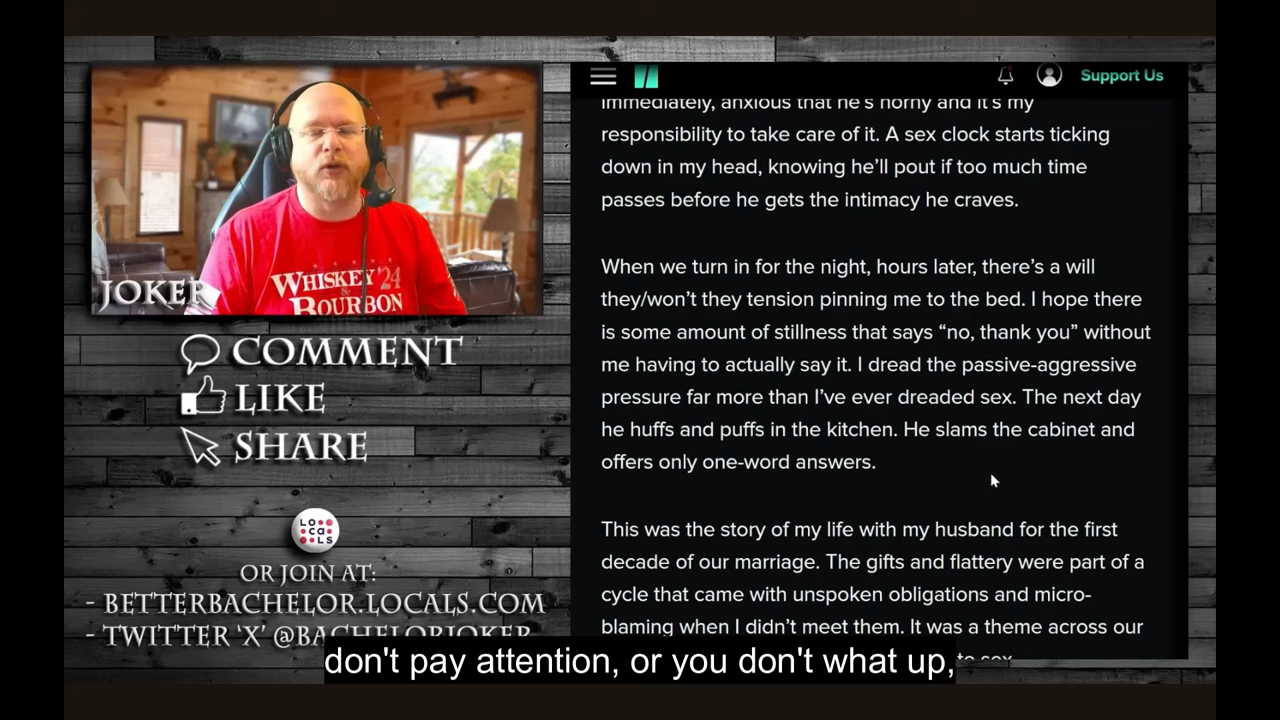 WHISKEY '24
BOURBON
JOKER
COMMENT
LIKE
SHARE
LO
CA
LS
OR JOIN AT:
- BETTERBACHELOR.LOCALS.COM
- TWITTER 'X' @BACHELORJOKER
Support Us
immediately, anxious that he's horny and it's my
responsibility to take care of it. A sex clock starts ticking
down in my head, knowing he'll pout if too much time
passes before he gets the intimacy he craves.
When we turn in for the night, hours later, there's a will
they/won't they tension pinning me to the bed. I hope there
is some amount of stillness that says “no, thank you” without
me having to actually say it. I dread the passive-aggressive
pressure far more than I've ever dreaded sex. The next day
he huffs and puffs in the kitchen. He slams the cabinet and
offers only one-word answers.
This was the story of my life with my husband for the first
decade of our marriage. The gifts and flattery were part of a
cycle that came with unspoken obligations and micro-
blaming when I didn't meet them. It was a theme across our
to sex
don't pay attention, or you don't what up,